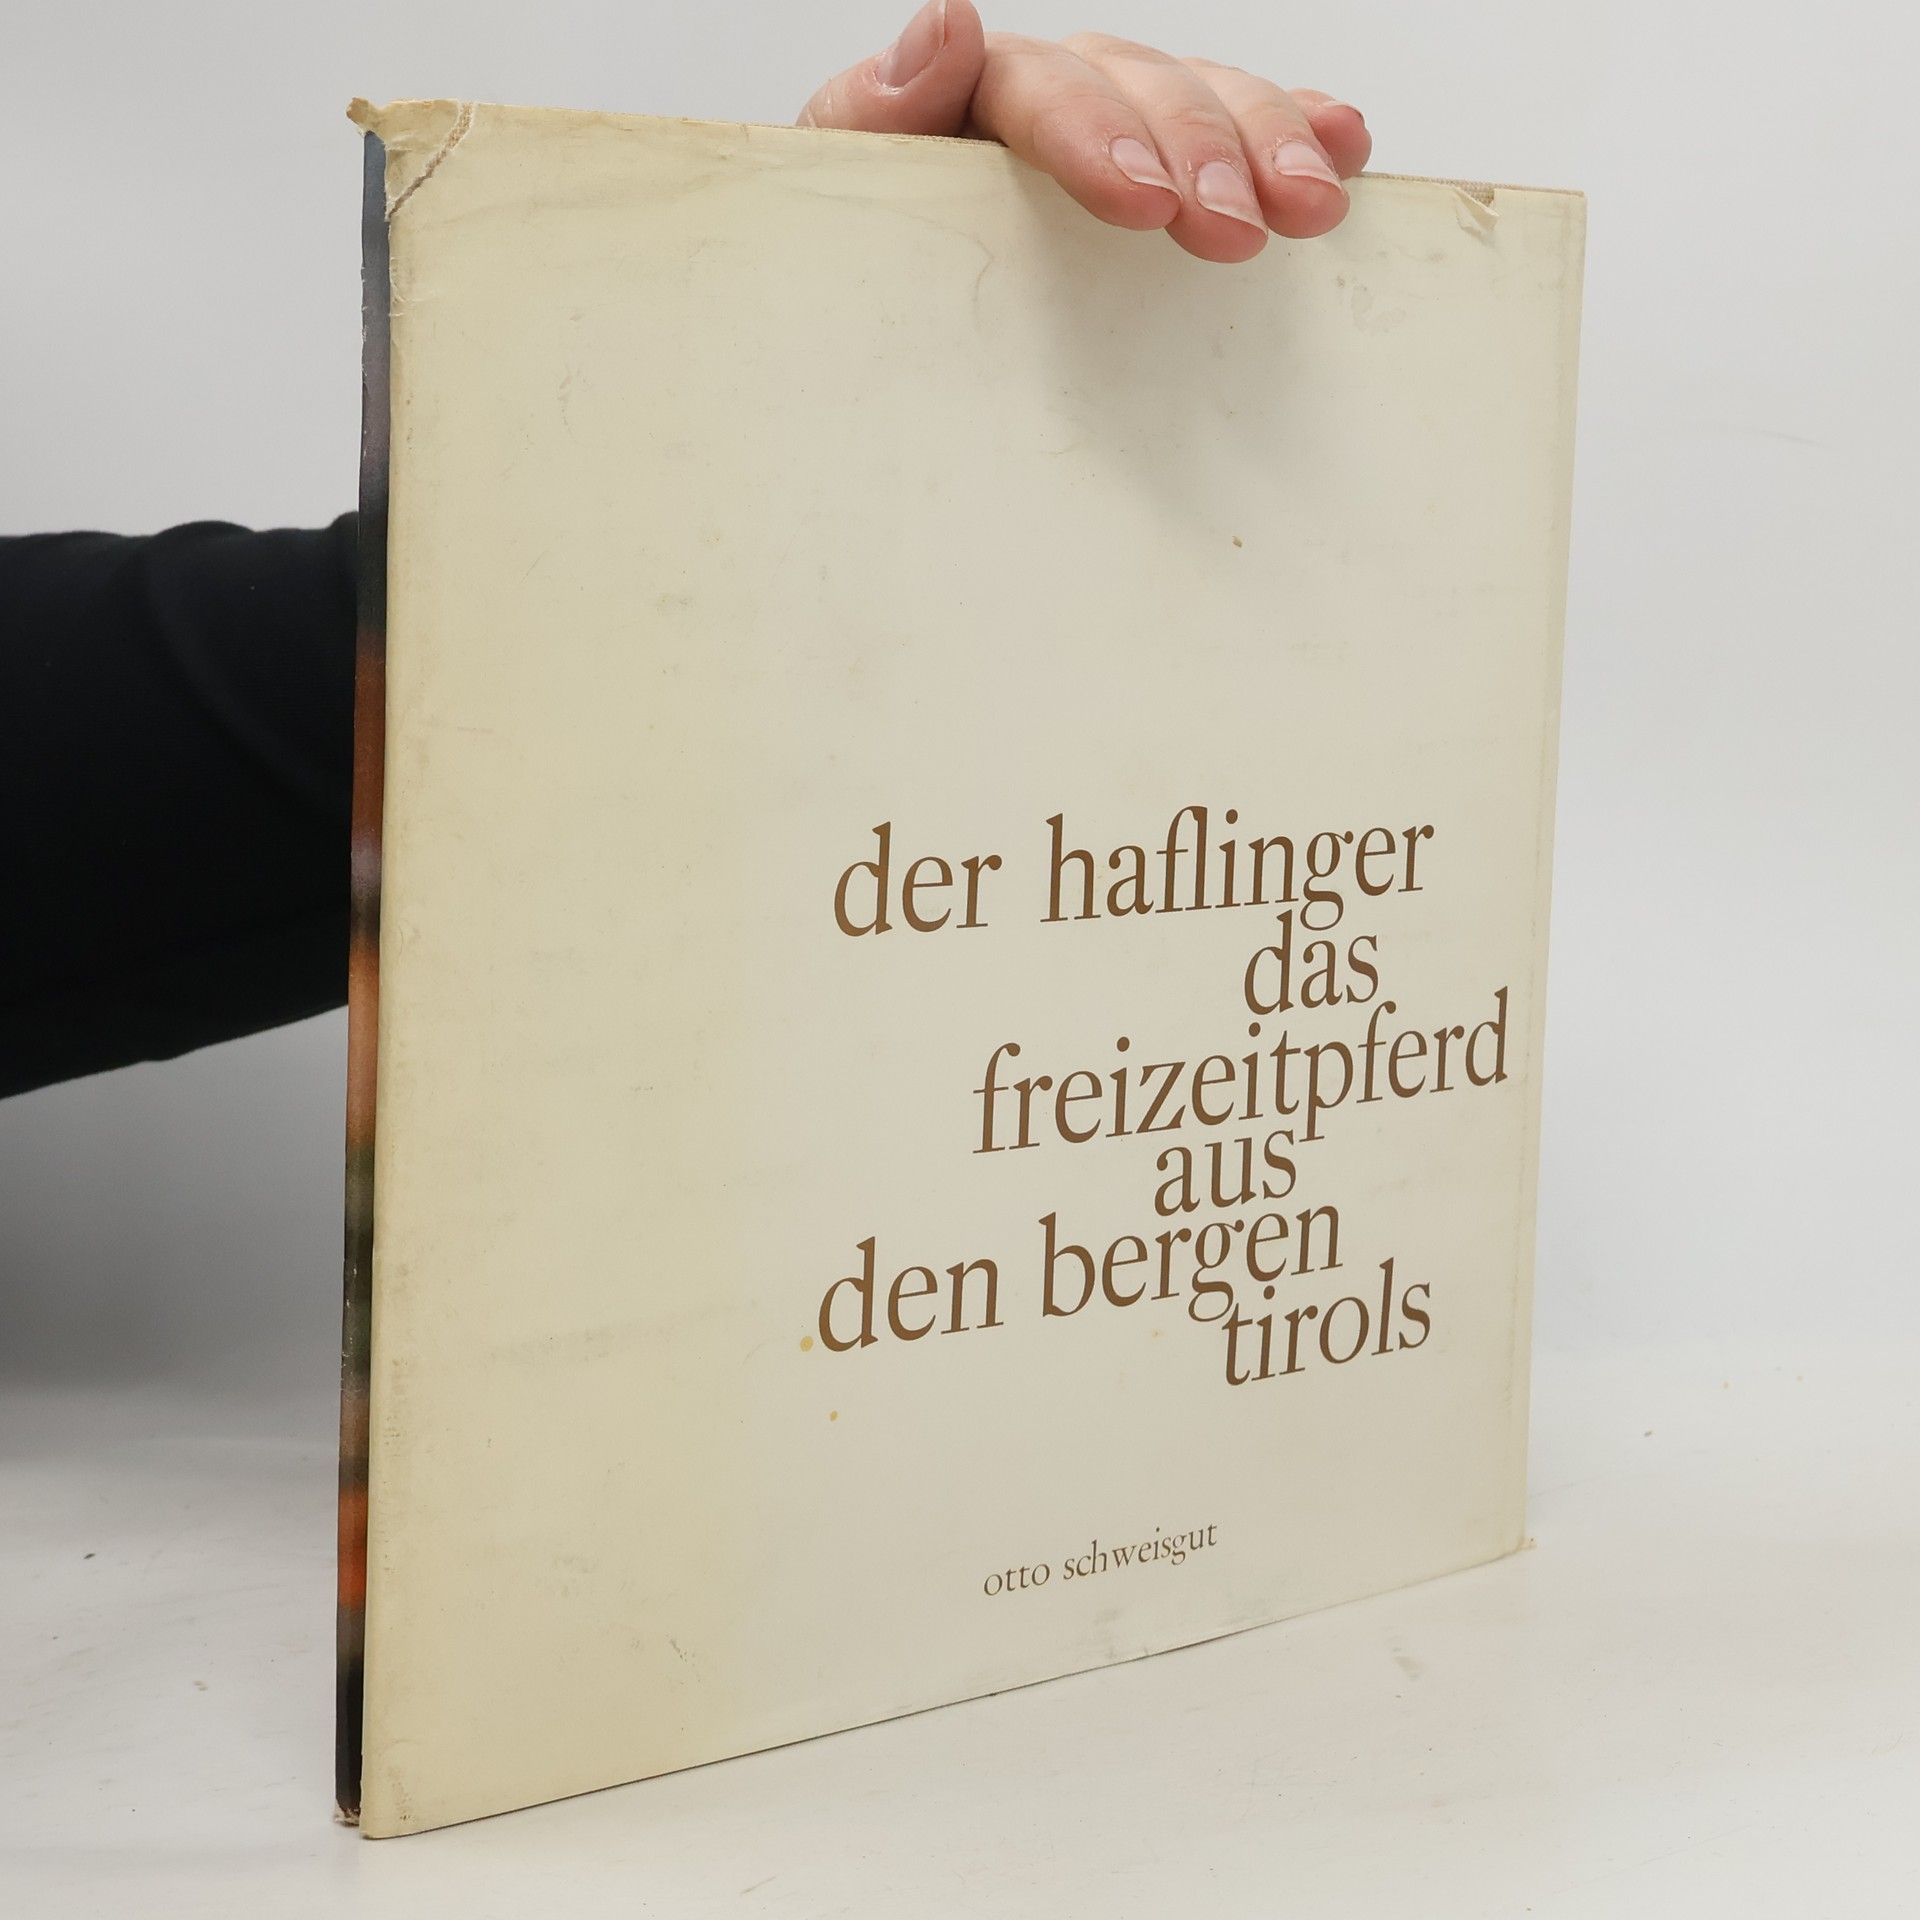 der haflinger
das
freizeitpferd
aus
den bergen
tirols
otto schweisgut